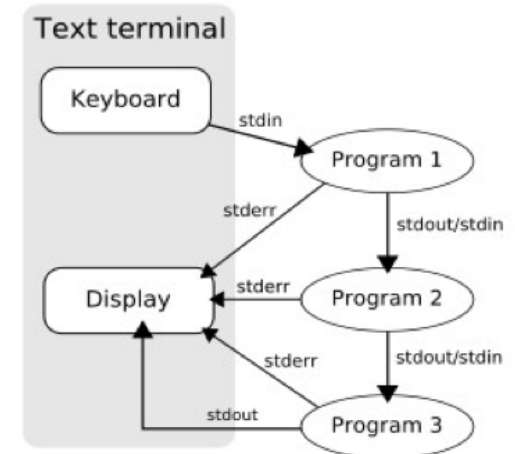 Text terminal
Keyboard
stdin
Program 1
stderr
stdout/stdin
Display
stderr
Program 2
stdout/stdin
stderr
stdout
Program 3